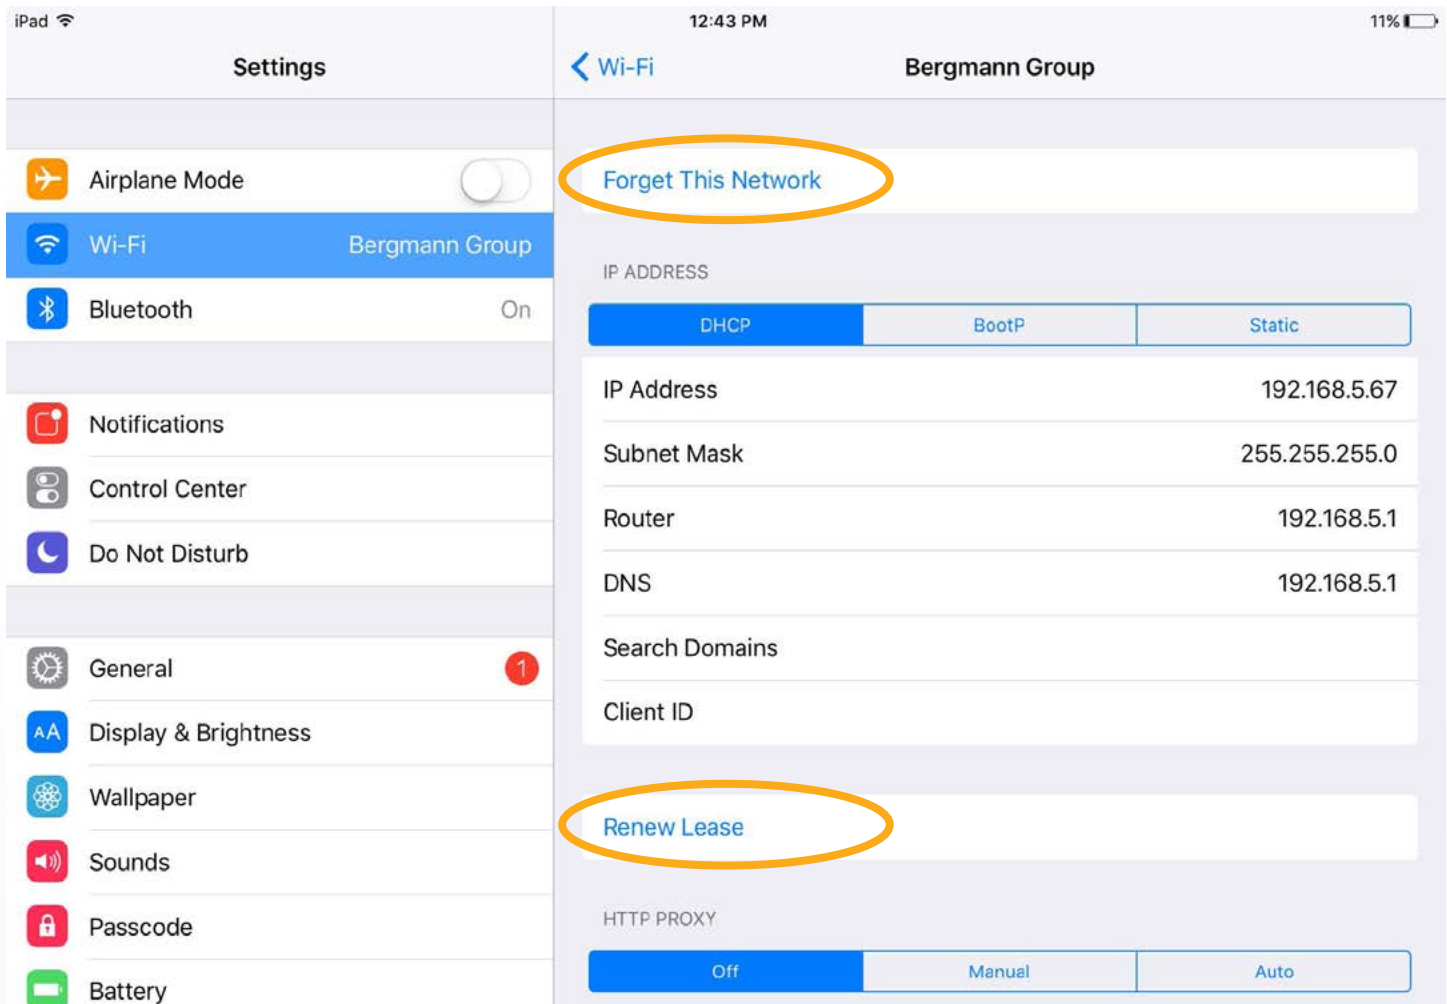 iPad
12:43 PM
11%
Settings
Wi-Fi
Bergmann Group
Airplane Mode
Wi-Fi Bergmann Group
Bluetooth On
Notifications
Control Center
Do Not Disturb
General 1
AA Display & Brightness
Wallpaper
Sounds
Passcode
Battery
Forget This Network
IP ADDRESS
DHCP BootP Static
IP Address 192.168.5.67
Subnet Mask 255.255.255.0
Router 192.168.5.1
DNS 192.168.5.1
Search Domains
Client ID
Renew Lease
HTTP PROXY
Off Manual Auto